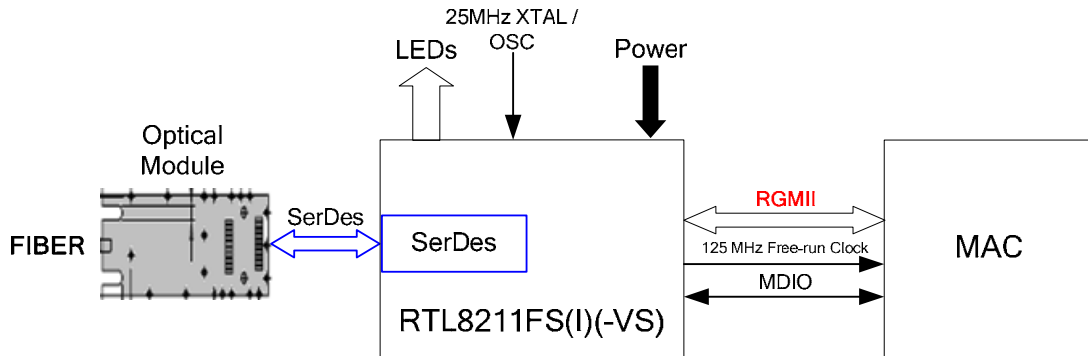 25MHz XTAL /
OSC
LEDs
Power
Optical
Module
FIBER
SerDes
SerDes
RTL8211FS(I)(-VS)
RGMII
125 MHz Free-run Clock
MDIO
MAC